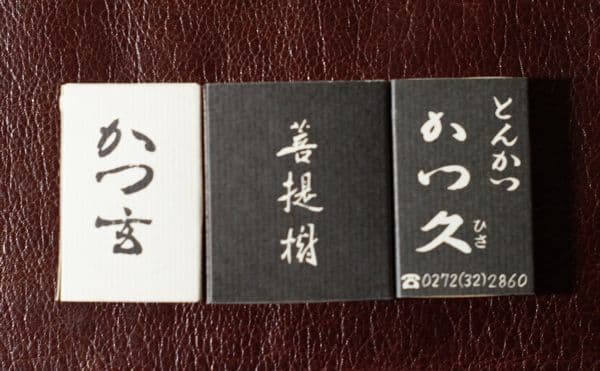 かつ玄
菩提樹
とんかつ
かつ久
ひさ
☎0272(32)2860